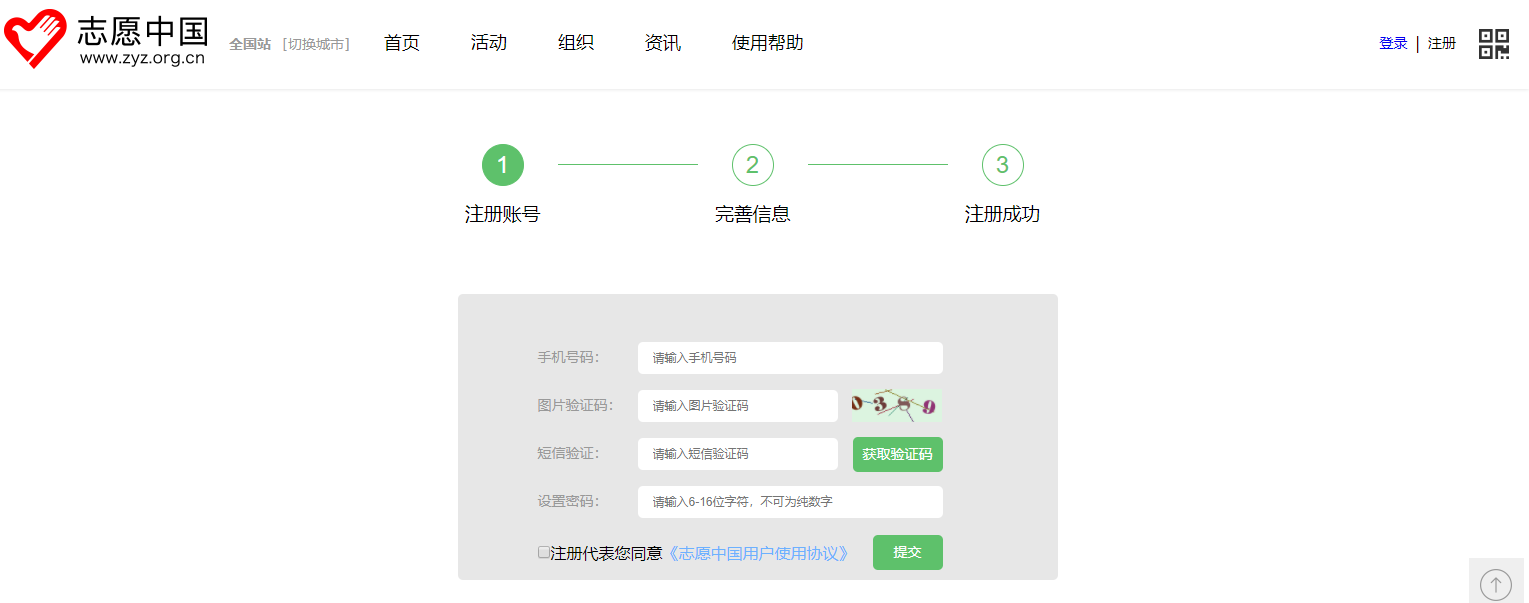 志愿中国
www.zyz.org.cn
全国站 [切换城市] 首页 活动 组织 资讯 使用帮助 登录 | 注册
1 2 3
注册账号 完善信息 注册成功
手机号码： 请输入手机号码
图片验证码： 请输入图片验证码 0389
短信验证： 请输入短信验证码 获取验证码
设置密码： 请输入6-16位字符，不可为纯数字
注册代表您同意《志愿中国用户使用协议》 提交